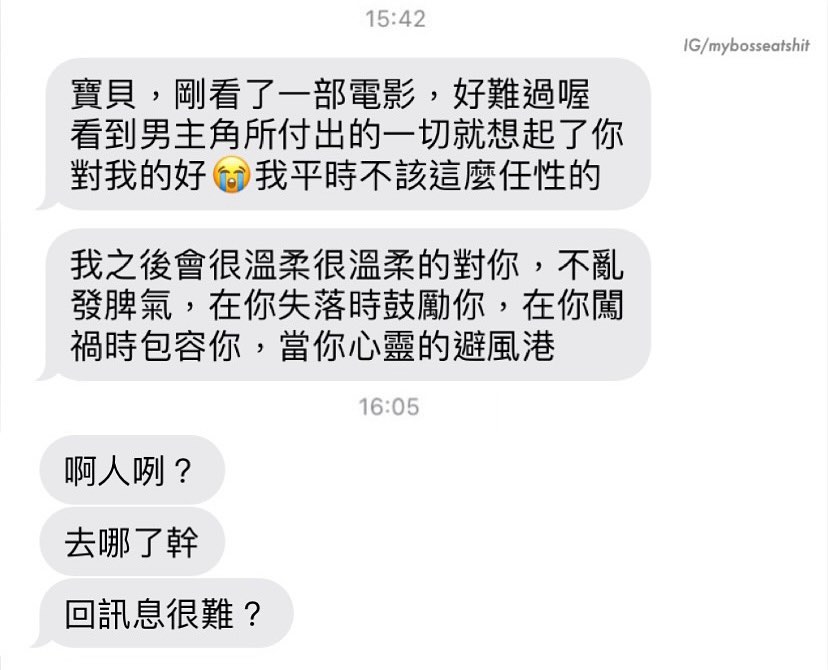 15:42
IG/mybosseatshit
寶貝，剛看了一部電影，好難過喔
看到男主角所付出的一切就想起了你
對我的好😭我平時不該這麼任性的
我之後會很溫柔很溫柔的對你，不亂
發脾氣，在你失落時鼓勵你，在你闖
禍時包容你，當你心靈的避風港
16:05
啊人咧？
去哪了幹
回訊息很難？